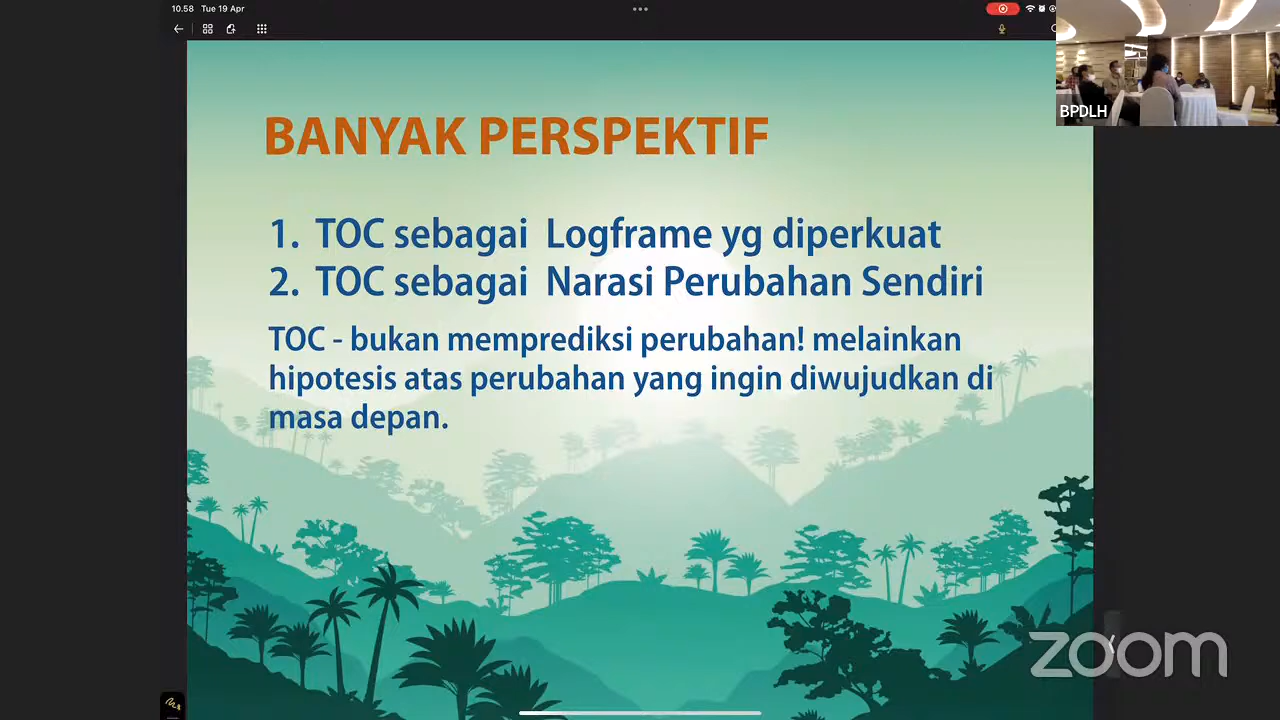 10.58 Tue 19 Apr
BPDLH
BANYAK PERSPEKTIF
1. TOC sebagai Logframe yg diperkuat
2. TOC sebagai Narasi Perubahan Sendiri
TOC - bukan memprediksi perubahan! melainkan
hipotesis atas perubahan yang ingin diwujudkan di
masa depan.
zoom